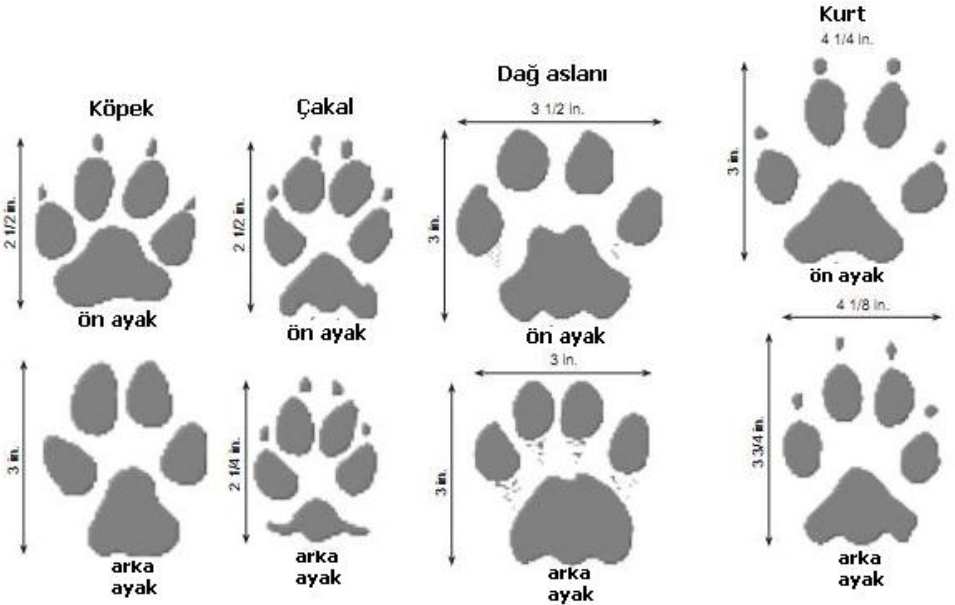 Kurt
4 1/4 in.
Dağ aslanı
3 1/2 in.
Köpek
Çakal
2 1/2 in.
2 1/2 in.
3 in.
3 in.
ön ayak
ön ayak
ön ayak
ön ayak
3 in.
4 1/8 in.
3 in.
2 1/4 in.
3 in.
3 3/4 in.
arka
ayak
arka
ayak
arka
ayak
arka
ayak